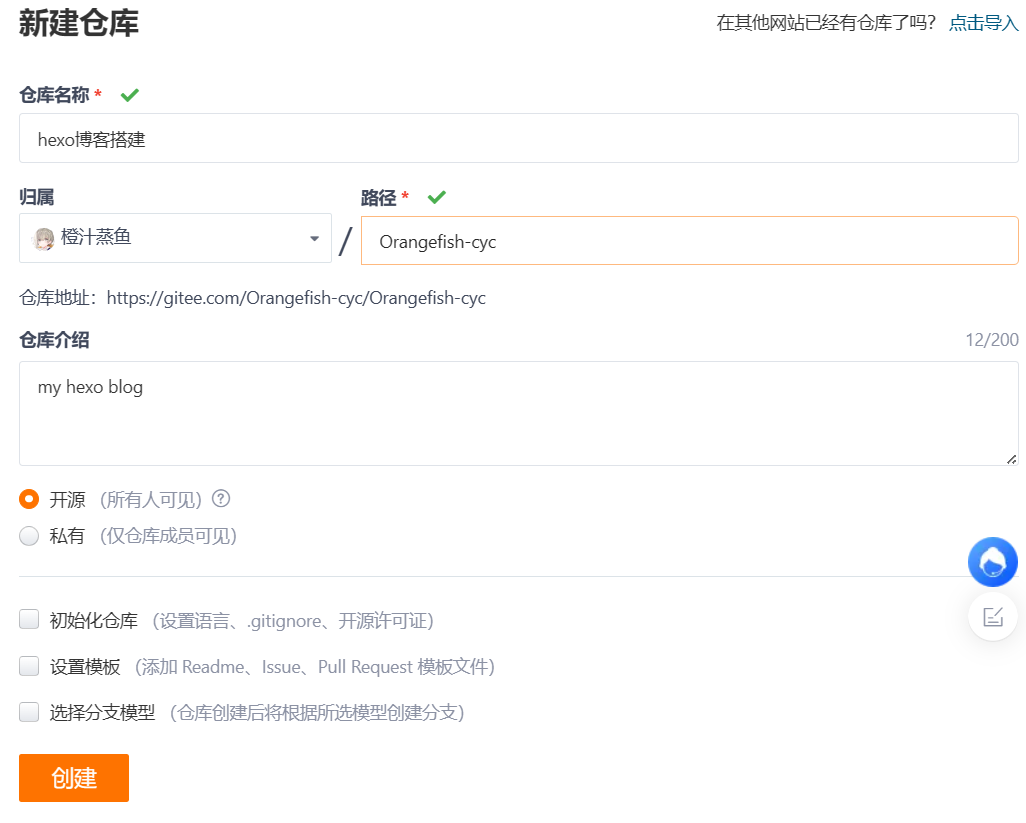 新建仓库
在其他网站已经有仓库了吗? 点击导入
仓库名称 *
hexo博客搭建
归属
路径 *
橙汁蒸鱼
/
Orangefish-cyc
仓库地址：https://gitee.com/Orangefish-cyc/Orangefish-cyc
仓库介绍
12/200
my hexo blog
开源 (所有人可见) ?
私有 (仅仓库成员可见)
初始化仓库 (设置语言、.gitignore、开源许可证)
设置模板 (添加 Readme、Issue、Pull Request 模板文件)
选择分支模型 (仓库创建后将根据所选模型创建分支)
创建